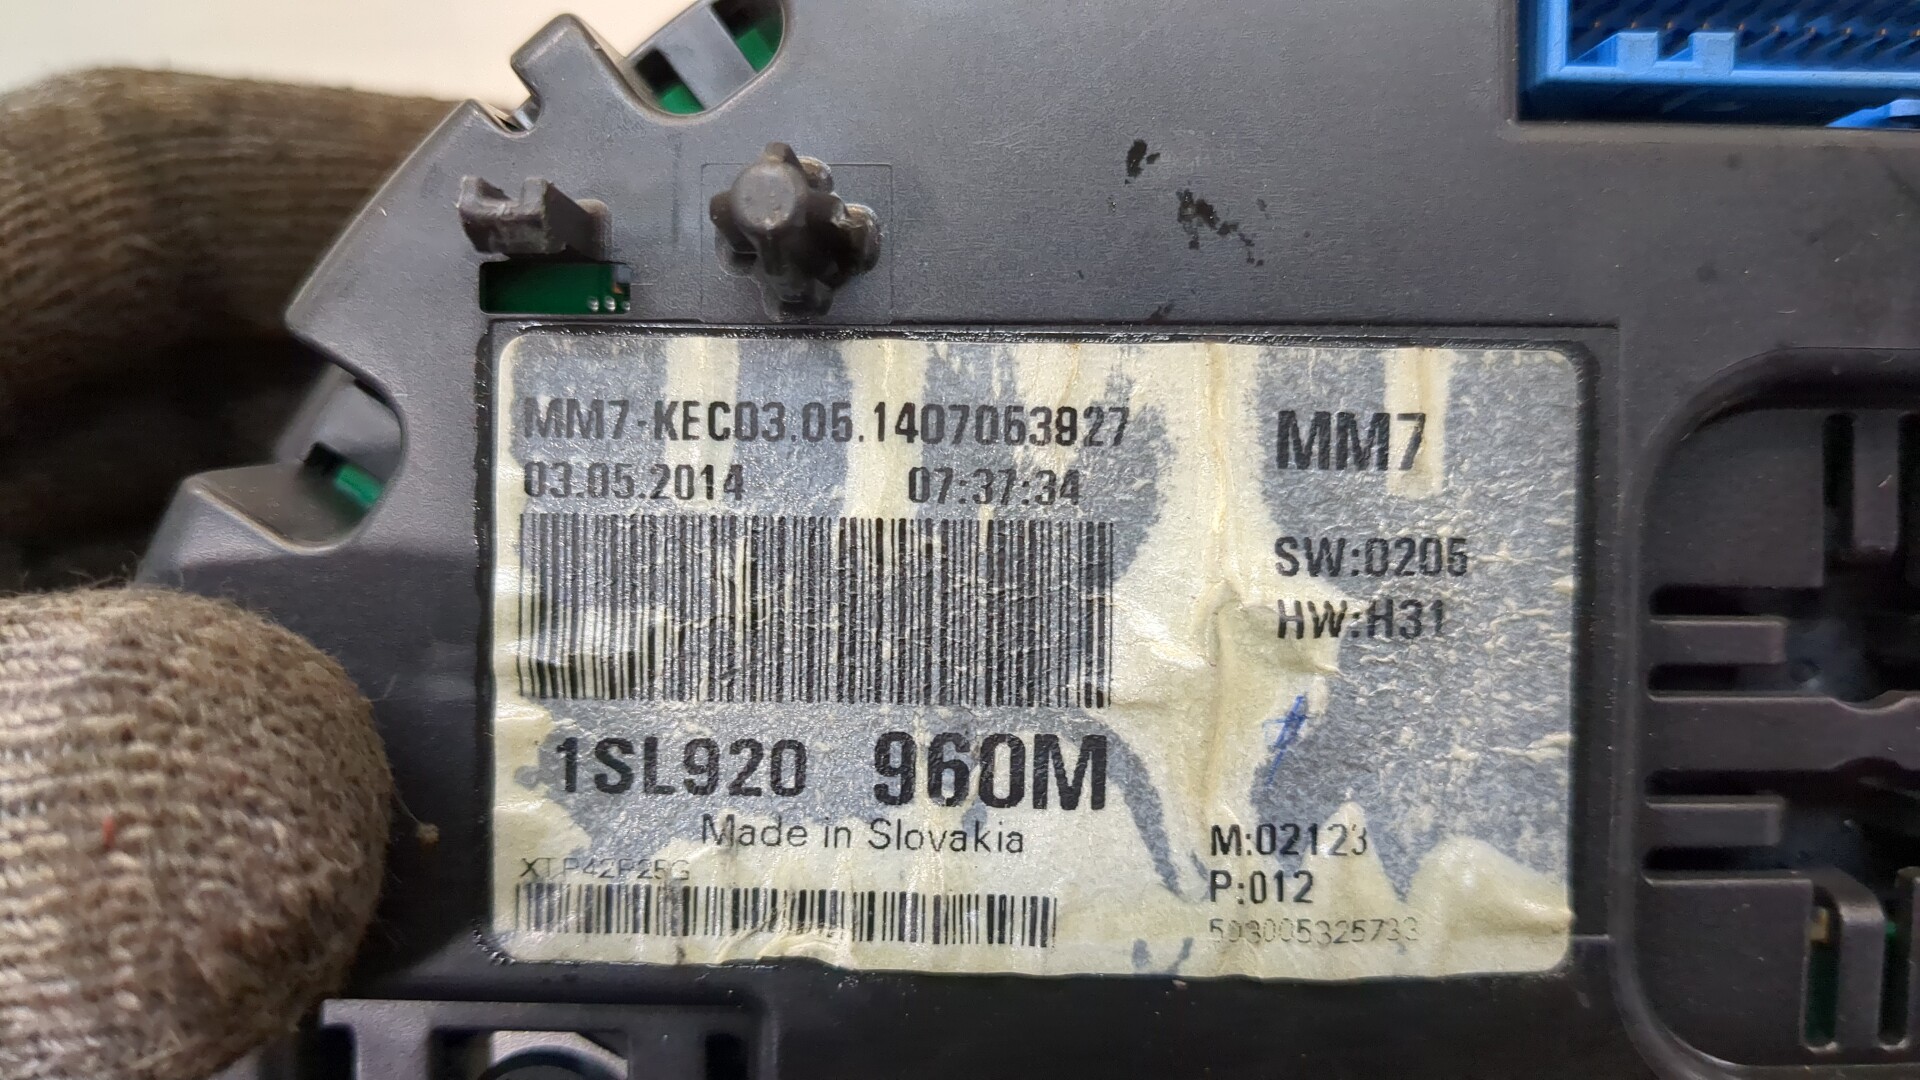 MM7-KEC03.05.1407053927
03.05.2014 07:37:34
MM7
SW:0205
HW:H31
1SL920 960M
Made in Slovakia
M:02123
P:012